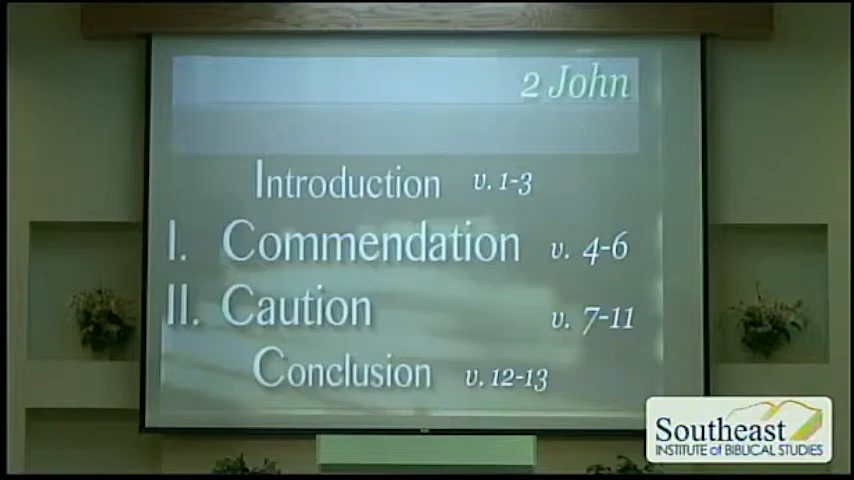 2 John
Introduction v. 1-3
I. Commendation v. 4-6
II. Caution v. 7-11
Conclusion v. 12-13
Southeast
INSTITUTE of BIBLICAL STUDIES